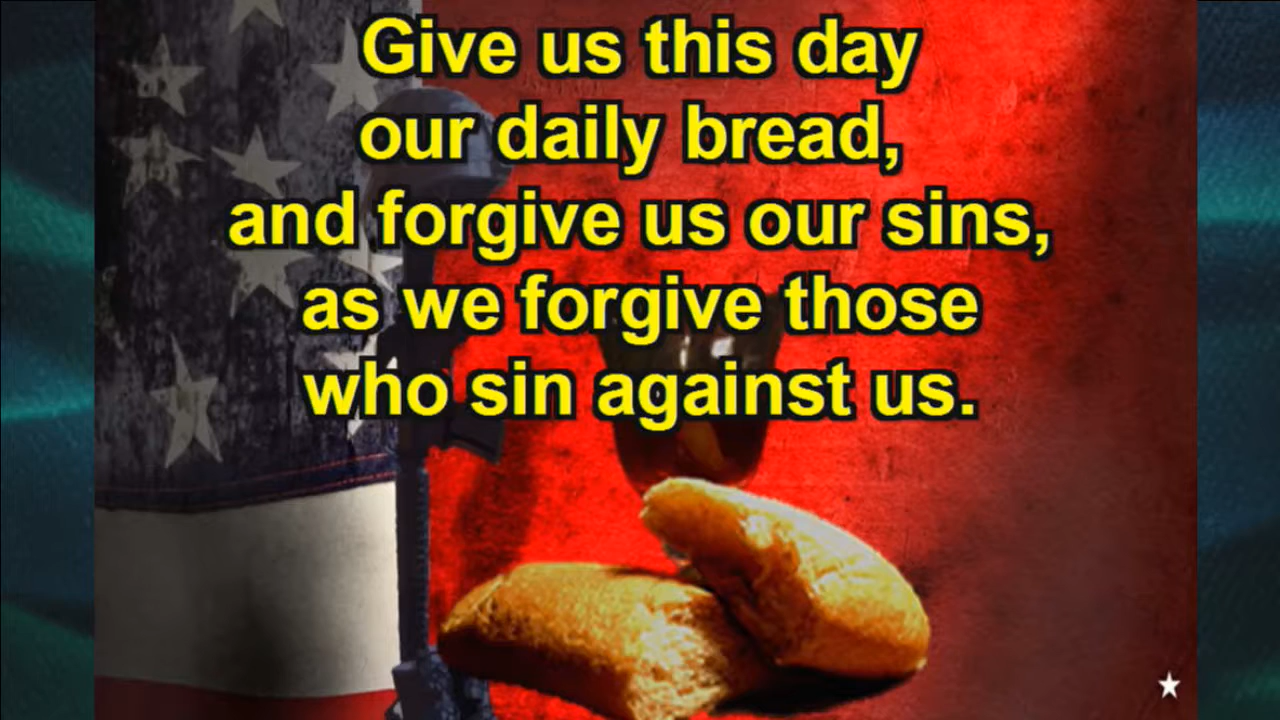 Give us this day
our daily bread,
and forgive us our sins,
as we forgive those
who sin against us.